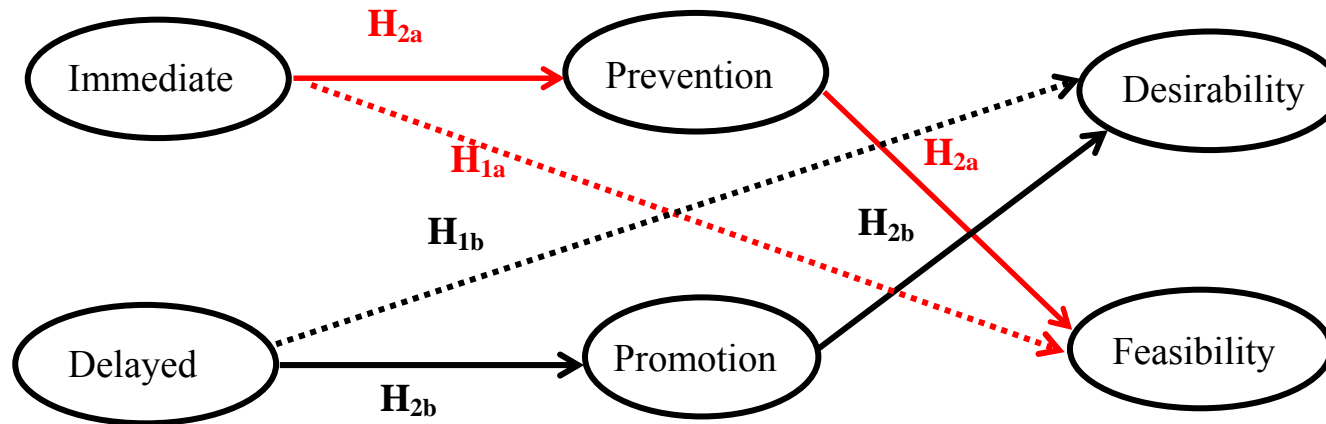 H2a
Immediate
Prevention
Desirability
H1a
H2a
H1b
H2b
Delayed
Promotion
Feasibility
H2b